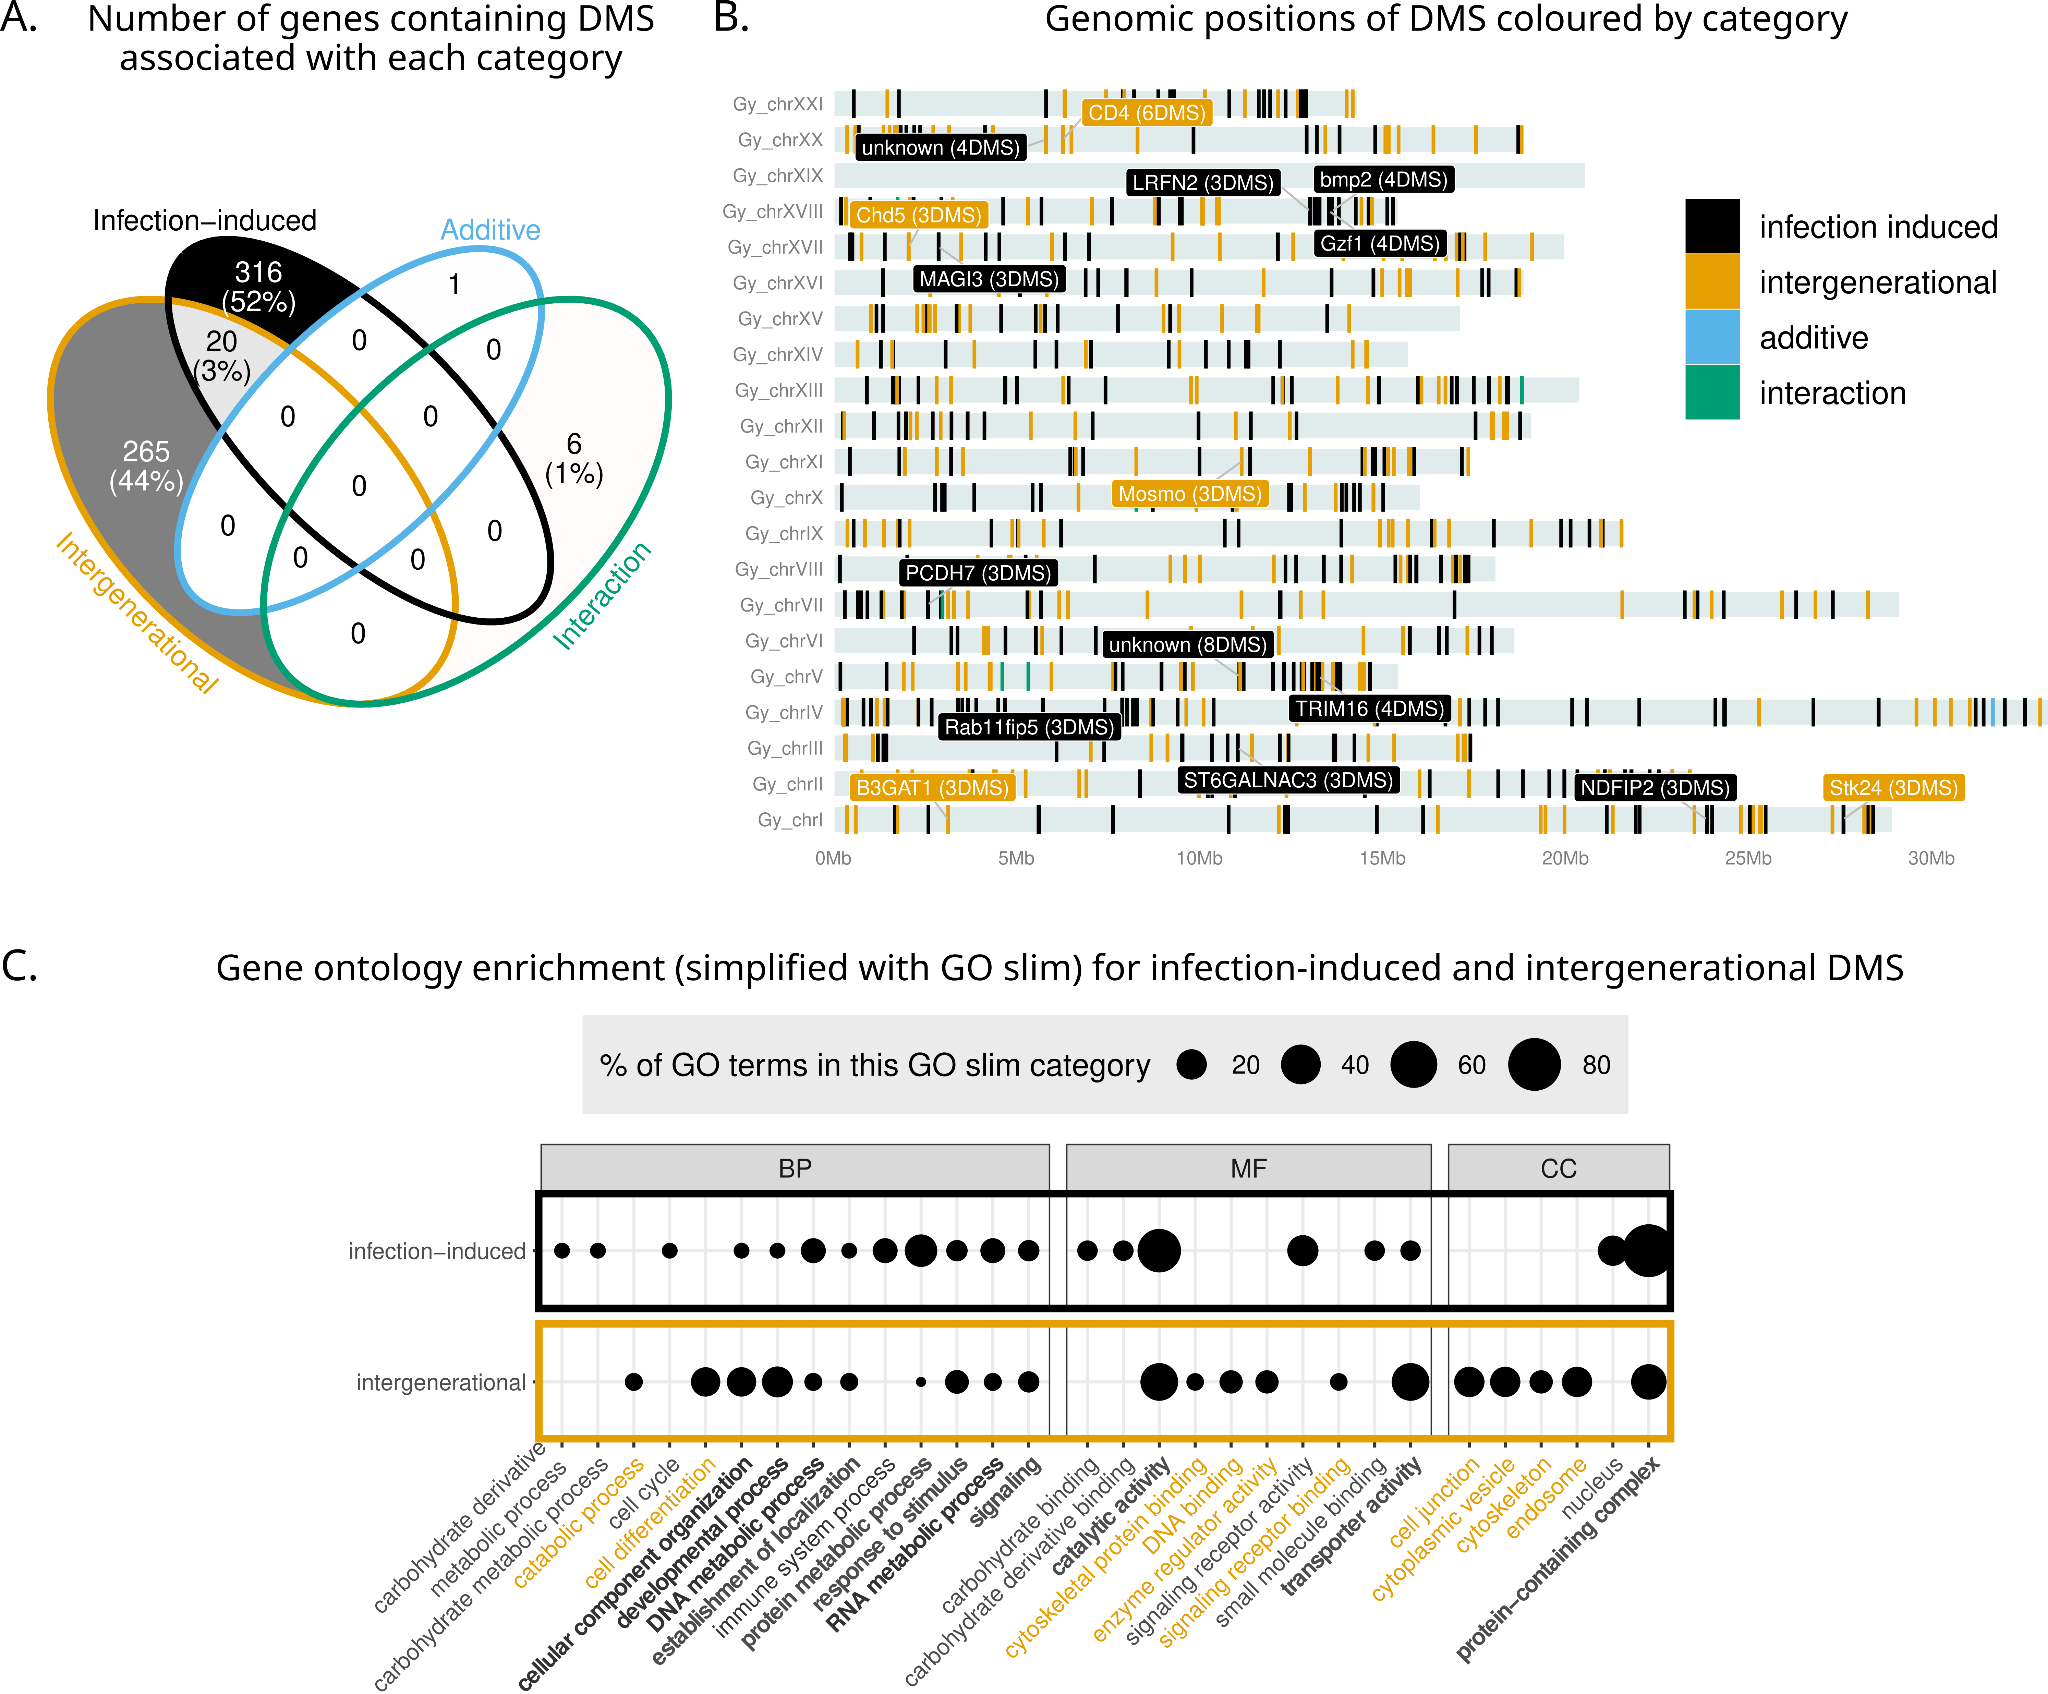 A.
Number of genes containing DMS
associated with each category
Infection−induced
Additive
316
(52%)
1
20
(3%)
0
0
0
0
265
(44%)
6
(1%)
0
0
0
0
0
0
Intergenerational
Interaction
B.
Genomic positions of DMS coloured by category
Gy_chrXXI
CD4 (6DMS)
Gy_chrXX
unknown (4DMS)
Gy_chrXIX
LRFN2 (3DMS)
bmp2 (4DMS)
Gy_chrXVIII
Chd5 (3DMS)
Gy_chrXVII
Gzf1 (4DMS)
MAGI3 (3DMS)
Gy_chrXVI
Gy_chrXV
Gy_chrXIV
Gy_chrXIII
Gy_chrXII
Gy_chrXI
Gy_chrX
Mosmo (3DMS)
Gy_chrIX
Gy_chrVIII
PCDH7 (3DMS)
Gy_chrVII
Gy_chrVI
unknown (8DMS)
Gy_chrV
Gy_chrIV
TRIM16 (4DMS)
Rab11fip5 (3DMS)
Gy_chrIII
ST6GALNAC3 (3DMS)
Gy_chrII
B3GAT1 (3DMS)
NDFIP2 (3DMS)
Stk24 (3DMS)
Gy_chrI
0Mb
5Mb
10Mb
15Mb
20Mb
25Mb
30Mb
infection induced
intergenerational
additive
interaction
C.
Gene ontology enrichment (simplified with GO slim) for infection-induced and intergenerational DMS
% of GO terms in this GO slim category
20
40
60
80
BP
MF
CC
infection−induced
intergenerational
carbohydrate derivative
metabolic process
carbohydrate metabolic process
catabolic process
cell cycle
cell differentiation
cellular component organization
developmental process
DNA metabolic process
establishment of localization
immune system process
protein metabolic process
response to stimulus
RNA metabolic process
signaling
carbohydrate binding
carbohydrate derivative binding
catalytic activity
cytoskeletal protein binding
DNA binding
enzyme regulator activity
signaling receptor activity
signaling receptor binding
small molecule binding
transporter activity
cell junction
cytoplasmic vesicle
cytoskeleton
endosome
nucleus
protein−containing complex